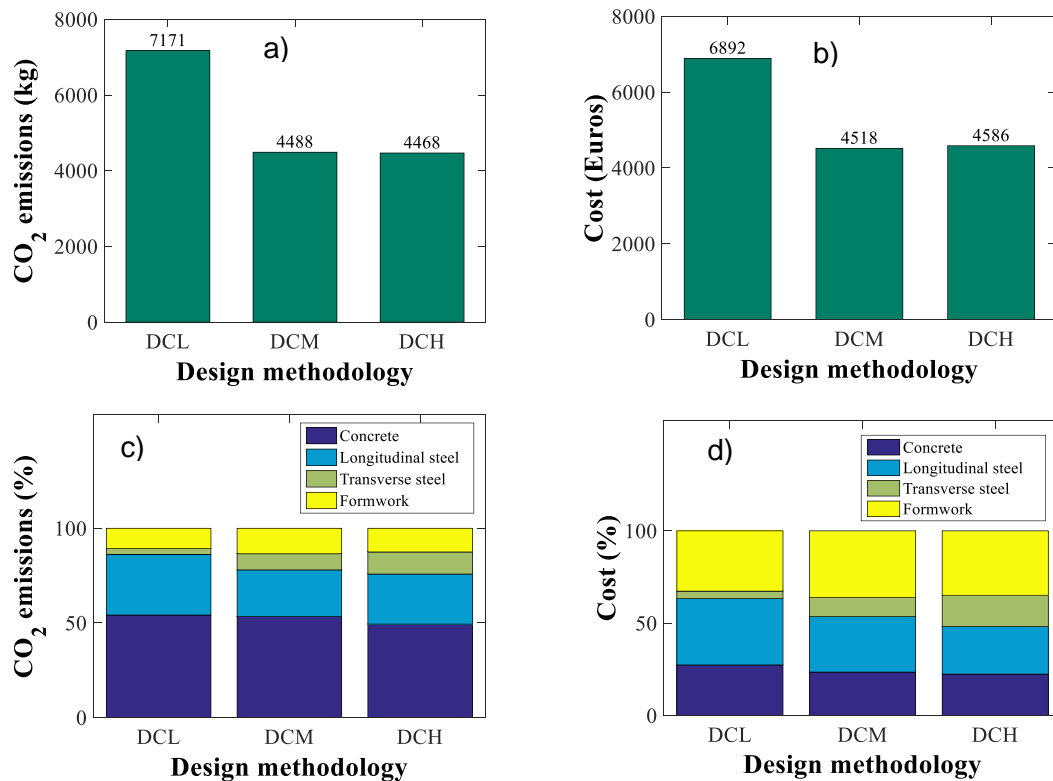 a)
CO2 emissions (kg)
8000
6000
4000
2000
0
7171
4488
4468
DCL DCM DCH
Design methodology
b)
Cost (Euros)
8000
6000
4000
2000
0
6892
4518
4586
DCL DCM DCH
Design methodology
c)
CO2 emissions (%)
100
50
0
Concrete
Longitudinal steel
Transverse steel
Formwork
DCL DCM DCH
Design methodology
d)
Cost (%)
100
50
0
Concrete
Longitudinal steel
Transverse steel
Formwork
DCL DCM DCH
Design methodology